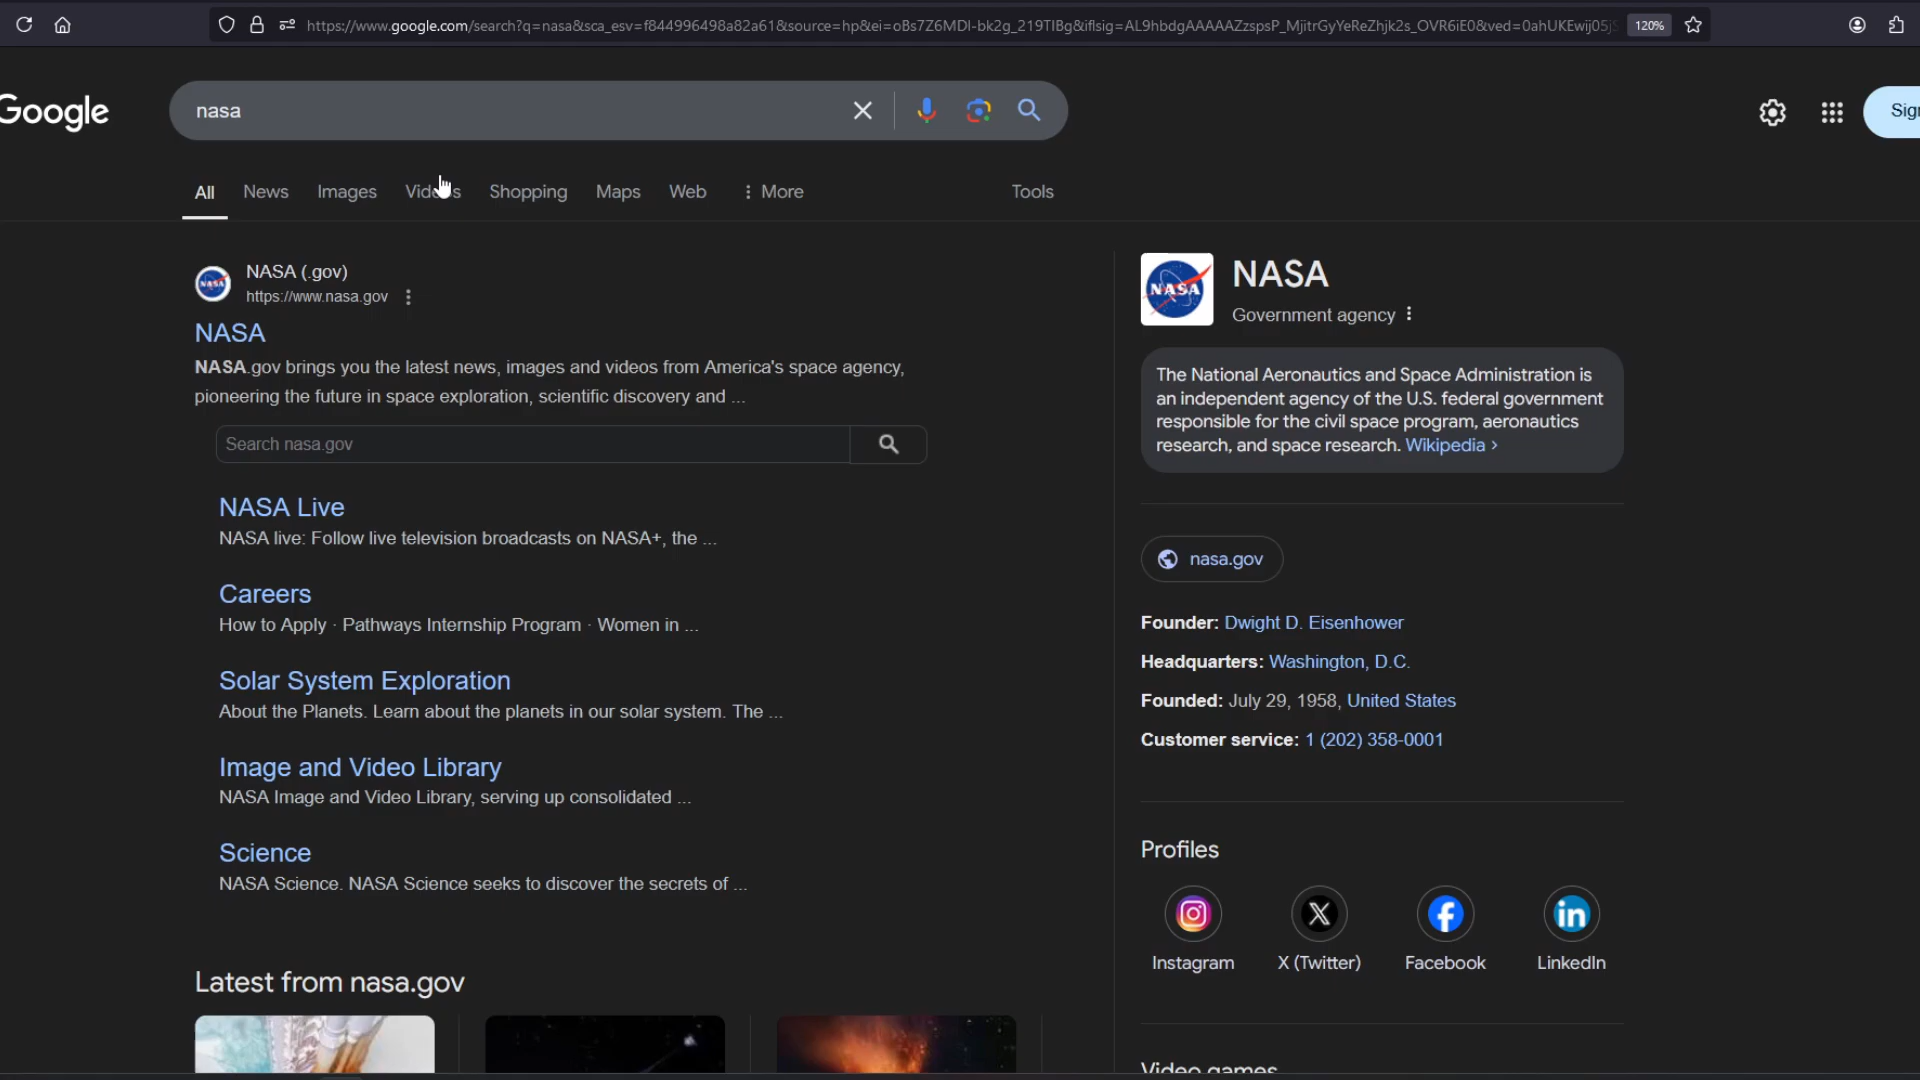 https://www.google.com/search?q=nasa&sca_esv=f844996498a82a61&source=hp&ei=oBs7Z6MDI-bk2g_219TIBg&iflsig=AL9hbdgAAAAAZzspsP_MjitrGyYeReZhjk2s_OVR6iE0&ved=0ahUKEwij05j
120%
Google
nasa
Sign
All News Images Videos Shopping Maps Web More Tools
NASA
NASA (.gov)
https://www.nasa.gov
NASA
NASA.gov brings you the latest news, images and videos from America's space agency,
pioneering the future in space exploration, scientific discovery and ...
Search nasa.gov
NASA Live
NASA live: Follow live television broadcasts on NASA+, the ...
Careers
How to Apply · Pathways Internship Program · Women in ...
Solar System Exploration
About the Planets. Learn about the planets in our solar system. The ...
Image and Video Library
NASA Image and Video Library, serving up consolidated ...
Science
NASA Science. NASA Science seeks to discover the secrets of ...
Latest from nasa.gov
NASA
NASA
Government agency
The National Aeronautics and Space Administration is
an independent agency of the U.S. federal government
responsible for the civil space program, aeronautics
research, and space research. Wikipedia >
nasa.gov
Founder: Dwight D. Eisenhower
Headquarters: Washington, D.C.
Founded: July 29, 1958, United States
Customer service: 1 (202) 358-0001
Profiles
Instagram
X (Twitter)
Facebook
LinkedIn
Video games